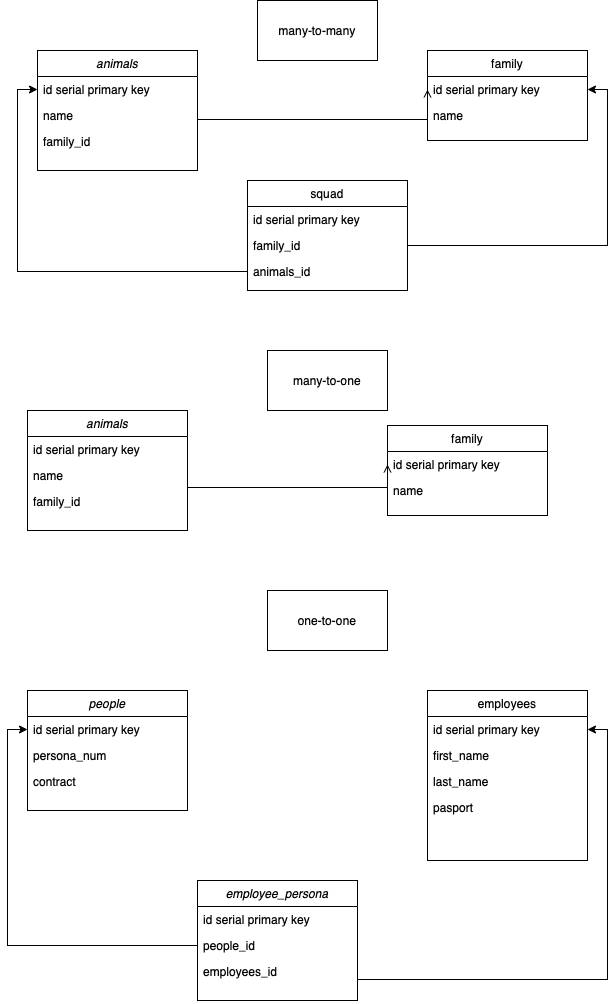 many-to-many
animals
id serial primary key
name
family_id
family
id serial primary key
name
squad
id serial primary key
family_id
animals_id
many-to-one
animals
id serial primary key
name
family_id
family
id serial primary key
name
one-to-one
people
id serial primary key
persona_num
contract
employees
id serial primary key
first_name
last_name
pasport
employee_persona
id serial primary key
people_id
employees_id